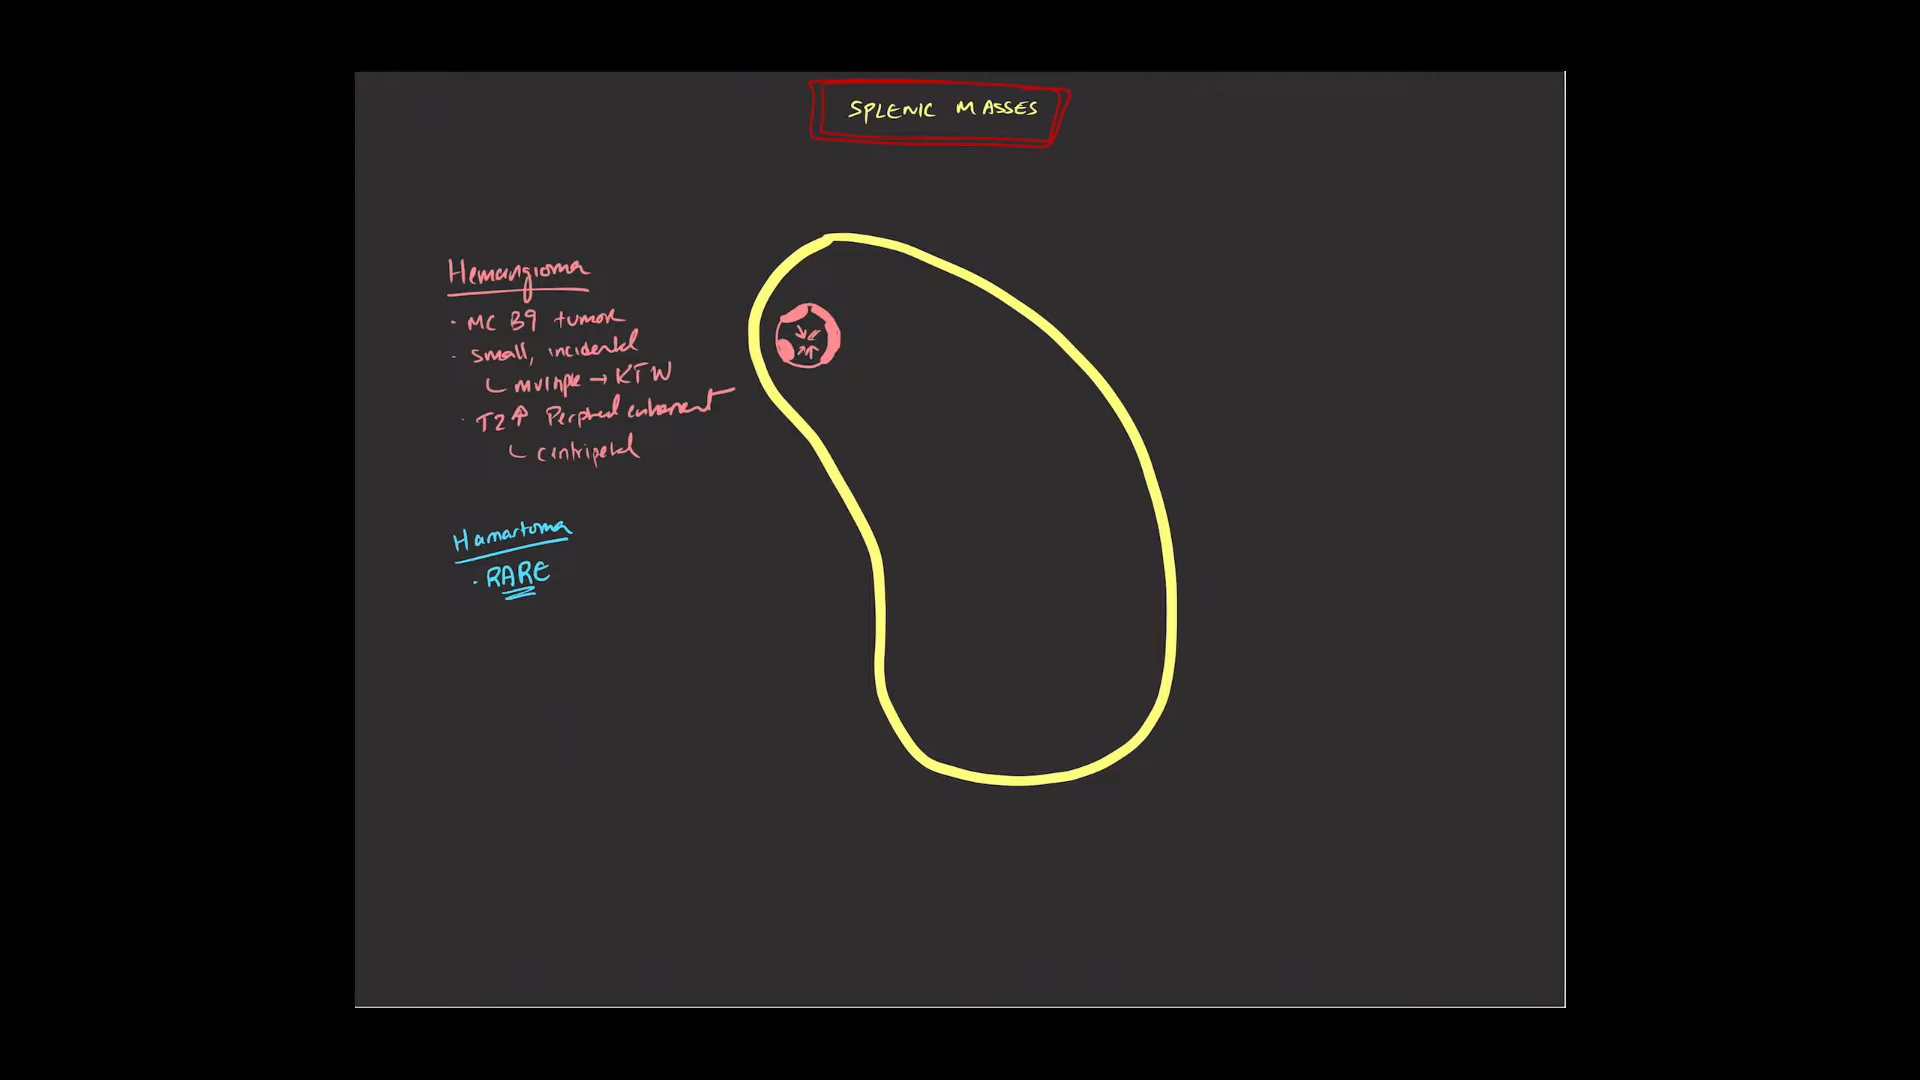 SPLENIC MASSES
Hemangioma
· MC B9 tumor
· small, incidental
multiple → KTW
· T2↑ Peripheral enhancement
centripetal
Hamartoma
· RARE